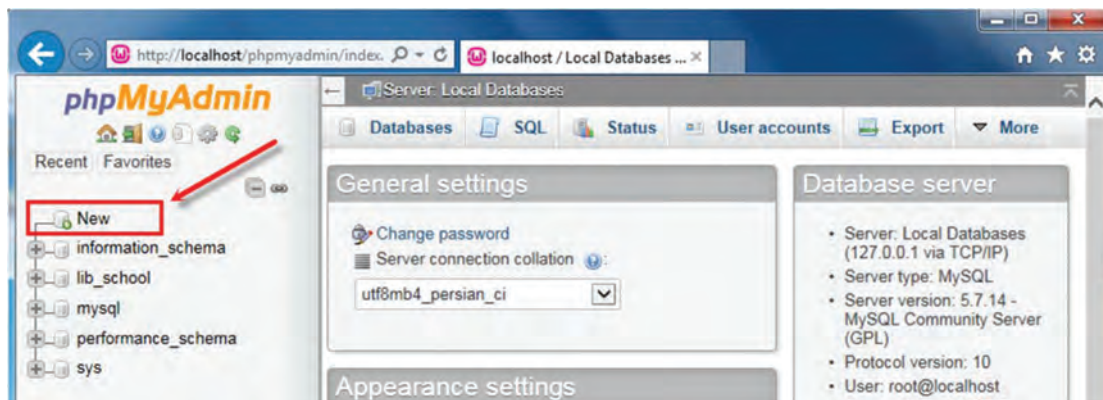 http://localhost/phpmyadmin/index.
localhost / Local Databases ...
phpMyAdmin
Recent Favorites
New
information_schema
lib_school
mysql
performance_schema
sys
Server: Local Databases
Databases SQL Status User accounts Export More
General settings
Change password
Server connection collation :
utf8mb4_persian_ci
Appearance settings
Database server
Server: Local Databases
(127.0.0.1 via TCP/IP)
Server type: MySQL
Server version: 5.7.14 -
MySQL Community Server
(GPL)
Protocol version: 10
User: root@localhost